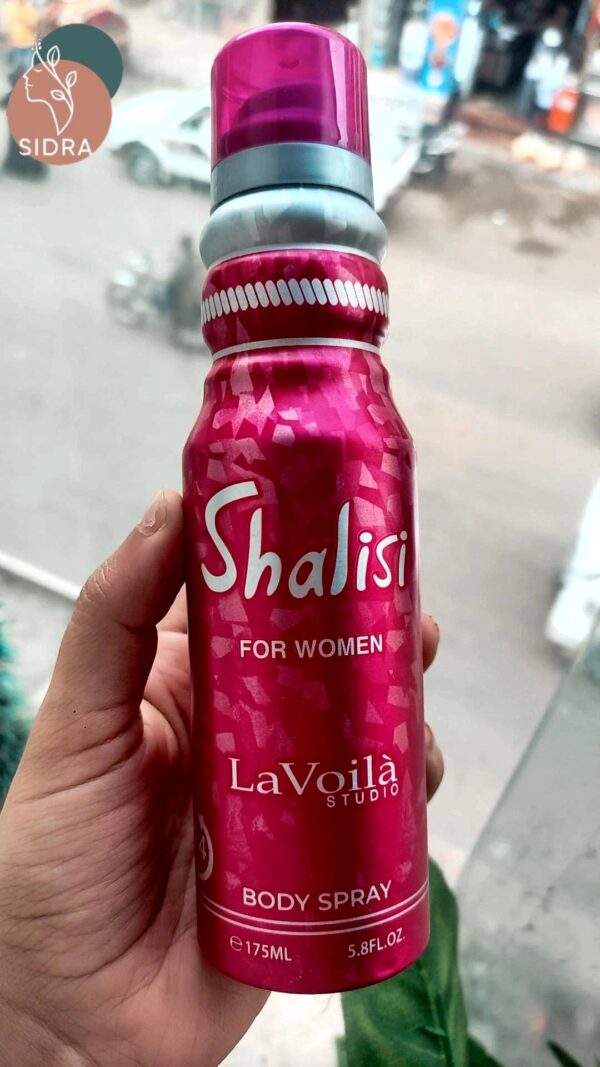 SIDRA
Shalisi
FOR WOMEN
LaVoilà
STUDIO
BODY SPRAY
℮175ML 5.8FL.OZ.